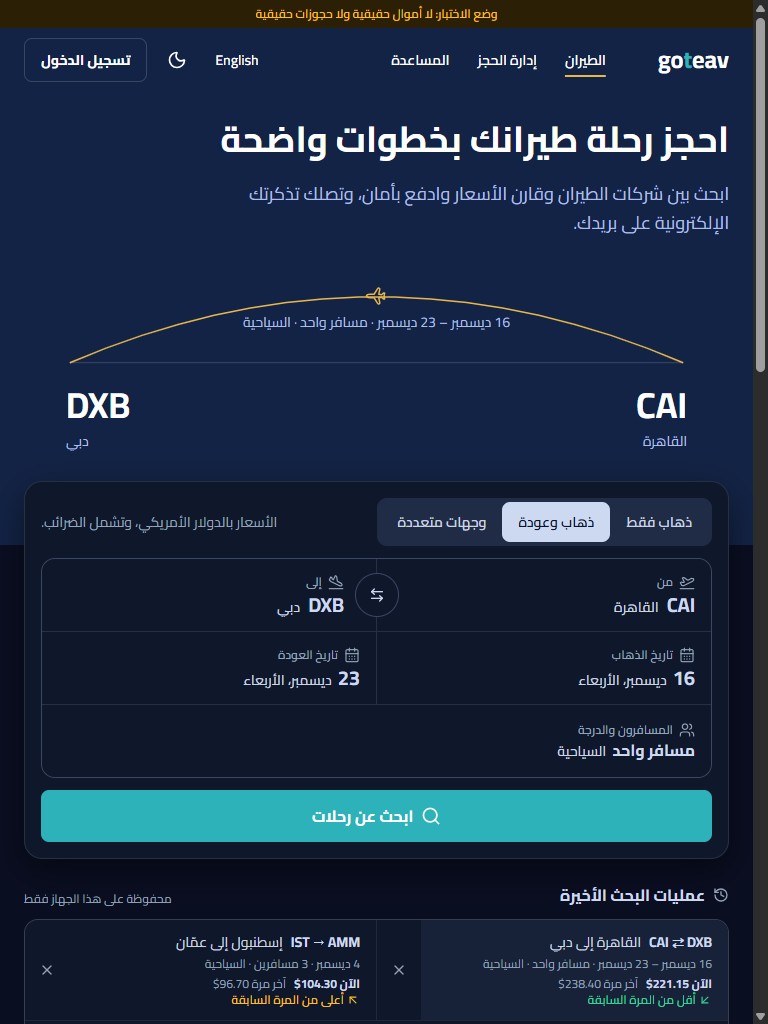 وضع الاختبار: لا أموال حقيقية ولا حجوزات حقيقية
goteav
الطيران
إدارة الحجز
المساعدة
English
تسجيل الدخول
احجز رحلة طيرانك بخطوات واضحة
ابحث بين شركات الطيران وقارن الأسعار وادفع بأمان، وتصلك تذكرتك
الإلكترونية على بريدك.
16 ديسمبر – 23 ديسمبر · مسافر واحد · السياحية
CAI
القاهرة
DXB
دبي
ذهاب فقط
ذهاب وعودة
وجهات متعددة
الأسعار بالدولار الأمريكي، وتشمل الضرائب.
من
CAI القاهرة
إلى
DXB دبي
تاريخ الذهاب
16 ديسمبر، الأربعاء
تاريخ العودة
23 ديسمبر، الأربعاء
المسافرون والدرجة
مسافر واحد السياحية
ابحث عن رحلات
عمليات البحث الأخيرة
محفوظة على هذا الجهاز فقط
CAI ⇄ DXB القاهرة إلى دبي
16 ديسمبر – 23 ديسمبر · مسافر واحد · السياحية
الآن $221.15 آخر مرة $238.40
↙ أقل من المرة السابقة
IST → AMM إسطنبول إلى عمّان
4 ديسمبر · 3 مسافرين · السياحية
الآن $104.30 آخر مرة $96.70
↖ أعلى من المرة السابقة